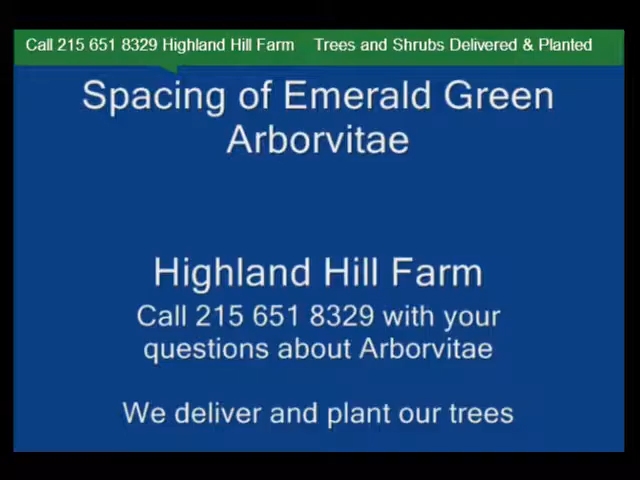 Call 215 651 8329 Highland Hill Farm    Trees and Shrubs Delivered & Planted
Spacing of Emerald Green
Arborvitae
Highland Hill Farm
Call 215 651 8329 with your
questions about Arborvitae
We deliver and plant our trees